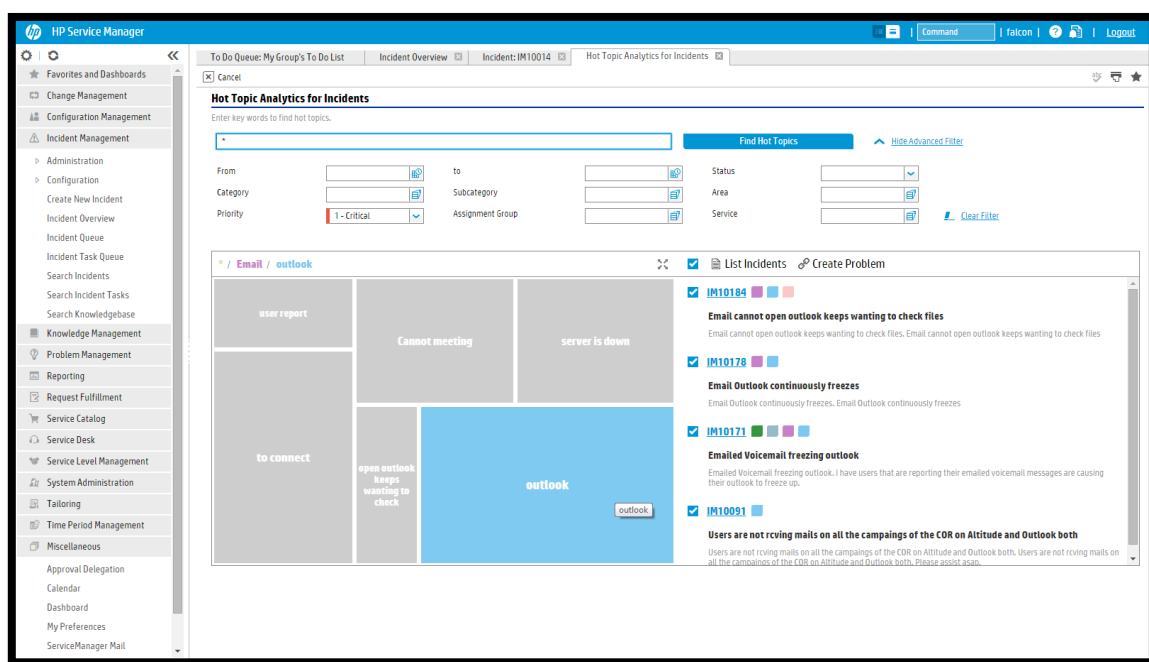 hp HP Service Manager
Command | falcon | ? | Logout
Favorites and Dashboards
Change Management
Configuration Management
Incident Management
Administration
Configuration
Create New Incident
Incident Overview
Incident Queue
Incident Task Queue
Search Incidents
Search Incident Tasks
Search Knowledgebase
Knowledge Management
Problem Management
Reporting
Request Fulfillment
Service Catalog
Service Desk
Service Level Management
System Administration
Tailoring
Time Period Management
Miscellaneous
Approval Delegation
Calendar
Dashboard
My Preferences
ServiceManager Mail
To Do Queue: My Group's To Do List
Incident Overview
Incident: IM10014
Hot Topic Analytics for Incidents
Cancel
Hot Topic Analytics for Incidents
Enter key words to find hot topics.
*
Find Hot Topics
Hide Advanced Filter
From
to
Status
Category
Subcategory
Area
Priority
1 - Critical
Assignment Group
Service
Clear Filter
* / Email / outlook
user report
Cannot meeting
server is down
to connect
open outlook
keeps
wanting to
check
outlook
outlook
List Incidents
Create Problem
IM10184
Email cannot open outlook keeps wanting to check files
Email cannot open outlook keeps wanting to check files. Email cannot open outlook keeps wanting to check files
IM10178
Email Outlook continuously freezes
Email Outlook continuously freezes. Email Outlook continuously freezes
IM10171
Emailed Voicemail freezing outlook
Emailed Voicemail freezing outlook. I have users that are reporting their emailed voicemail messages are causing
their outlook to freeze up.
IM10091
Users are not rcving mails on all the campaings of the COR on Altitude and Outlook both
Users are not rcving mails on all the campaings of the COR on Altitude and Outlook both. Users are not rcving mails on
all the campaings of the COR on Altitude and Outlook both. Please assist asap.